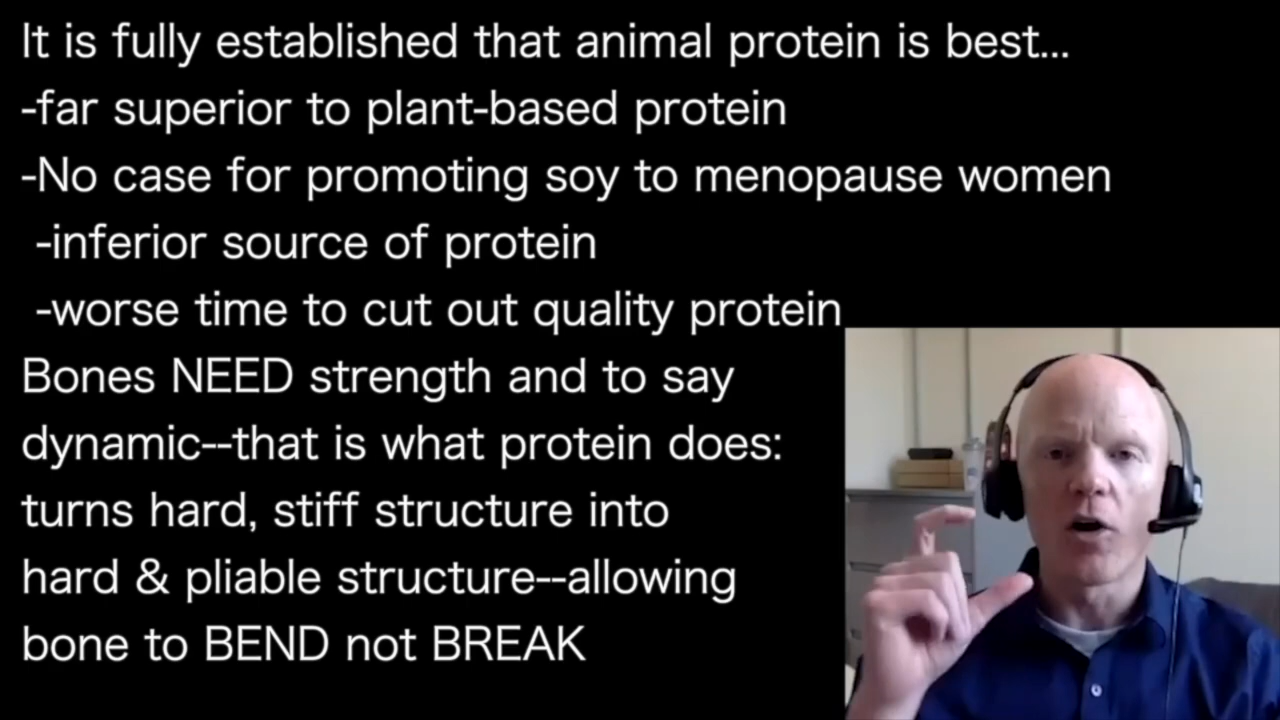 It is fully established that animal protein is best...
-far superior to plant-based protein
-No case for promoting soy to menopause women
-inferior source of protein
-worse time to cut out quality protein
Bones NEED strength and to say
dynamic--that is what protein does:
turns hard, stiff structure into
hard & pliable structure--allowing
bone to BEND not BREAK